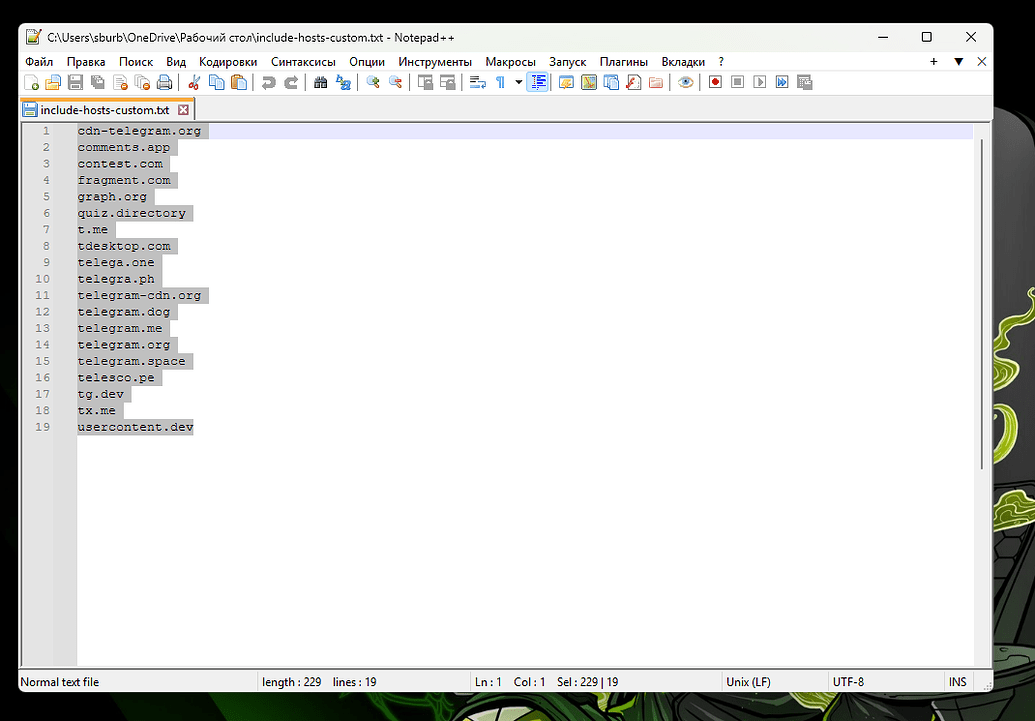 C:\Users\sburb\OneDrive\Рабочий стол\include-hosts-custom.txt - Notepad++
Файл Правка Поиск Вид Кодировки Синтаксисы Опции Инструменты Макросы Запуск Плагины Вкладки ?
include-hosts-custom.txt
1 cdn-telegram.org
2 comments.app
3 contest.com
4 fragment.com
5 graph.org
6 quiz.directory
7 t.me
8 tdesktop.com
9 telega.one
10 telegra.ph
11 telegram-cdn.org
12 telegram.dog
13 telegram.me
14 telegram.org
15 telegram.space
16 telesco.pe
17 tg.dev
18 tx.me
19 usercontent.dev
Normal text file length : 229 lines : 19 Ln : 1 Col : 1 Sel : 229 | 19 Unix (LF) UTF-8 INS